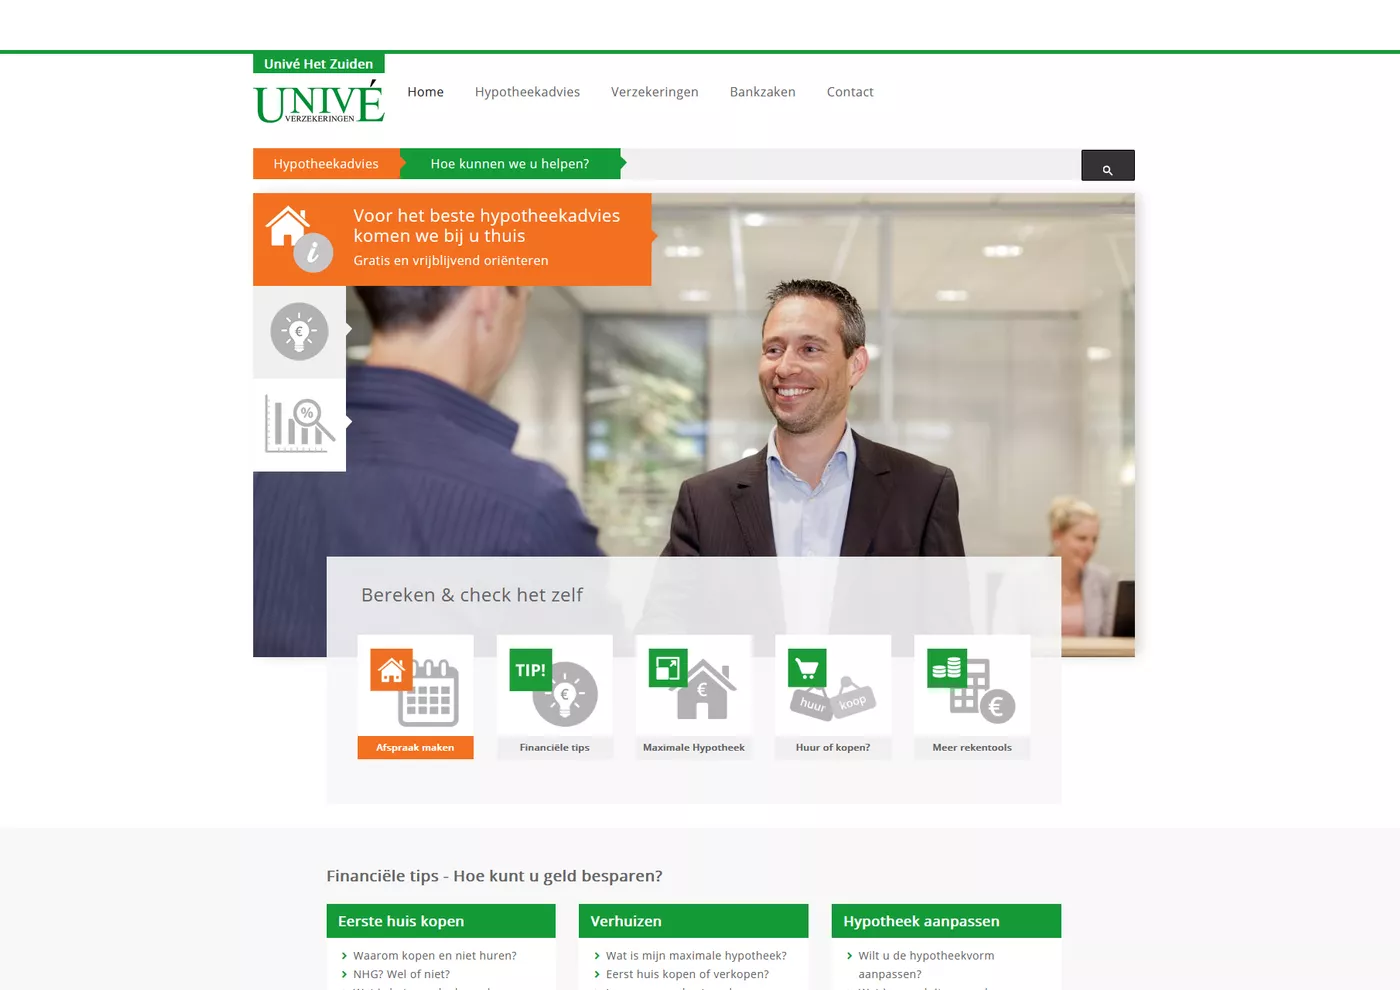 Univé Het Zuiden
UNIVÉ
VERZEKERINGEN
Home
Hypotheekadvies
Verzekeringen
Bankzaken
Contact
Hypotheekadvies
Hoe kunnen we u helpen?
Voor het beste hypotheekadvies
komen we bij u thuis
Gratis en vrijblijvend oriënteren
i
€
%
Bereken & check het zelf
TIP!
€
€
huur
koop
€
Afspraak maken
Financiële tips
Maximale Hypotheek
Huur of kopen?
Meer rekentools
Financiële tips - Hoe kunt u geld besparen?
Eerste huis kopen
Waarom kopen en niet huren?
NHG? Wel of niet?
Verhuizen
Wat is mijn maximale hypotheek?
Eerst huis kopen of verkopen?
Hypotheek aanpassen
Wilt u de hypotheekvorm
aanpassen?